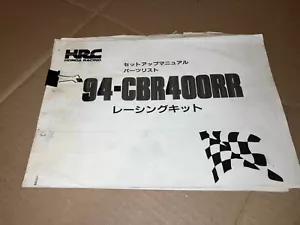 HRC
HONDA RACING
セットアップマニュアル
パーツリスト
'94-CBR400RR
レーシングキット